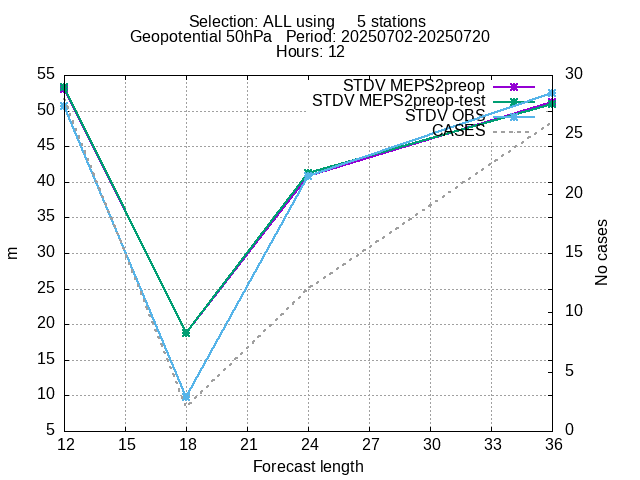 Selection: ALL using     5 stations
Geopotential 50hPa   Period: 20250702-20250720
Hours: 12
STDV MEPS2preop
STDV MEPS2preop-test
STDV OBS
CASES
55
50
45
40
35
30
25
20
15
10
5
m
30
25
20
15
10
5
0
No cases
12 15 18 21 24 27 30 33 36
Forecast length